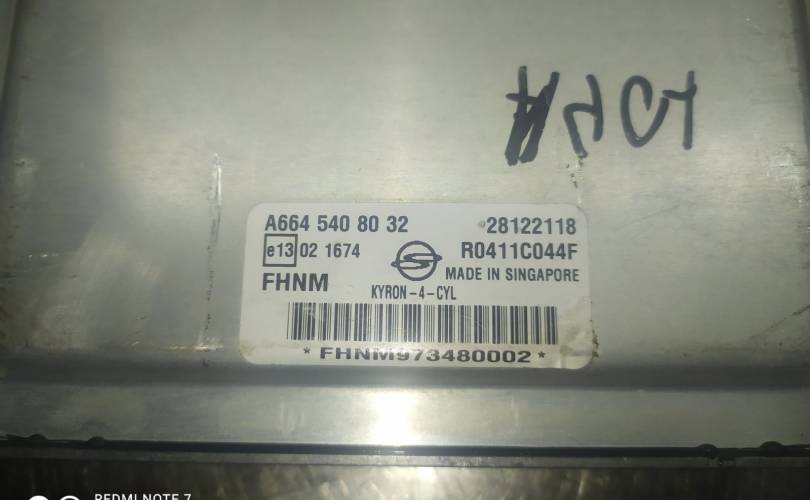 A664 540 80 32 28122118
e13 02 1674 R0411C044F
FHNM MADE IN SINGAPORE
KYRON-4-CYL
* FHNM973480002 *
REDMI NOTE 7